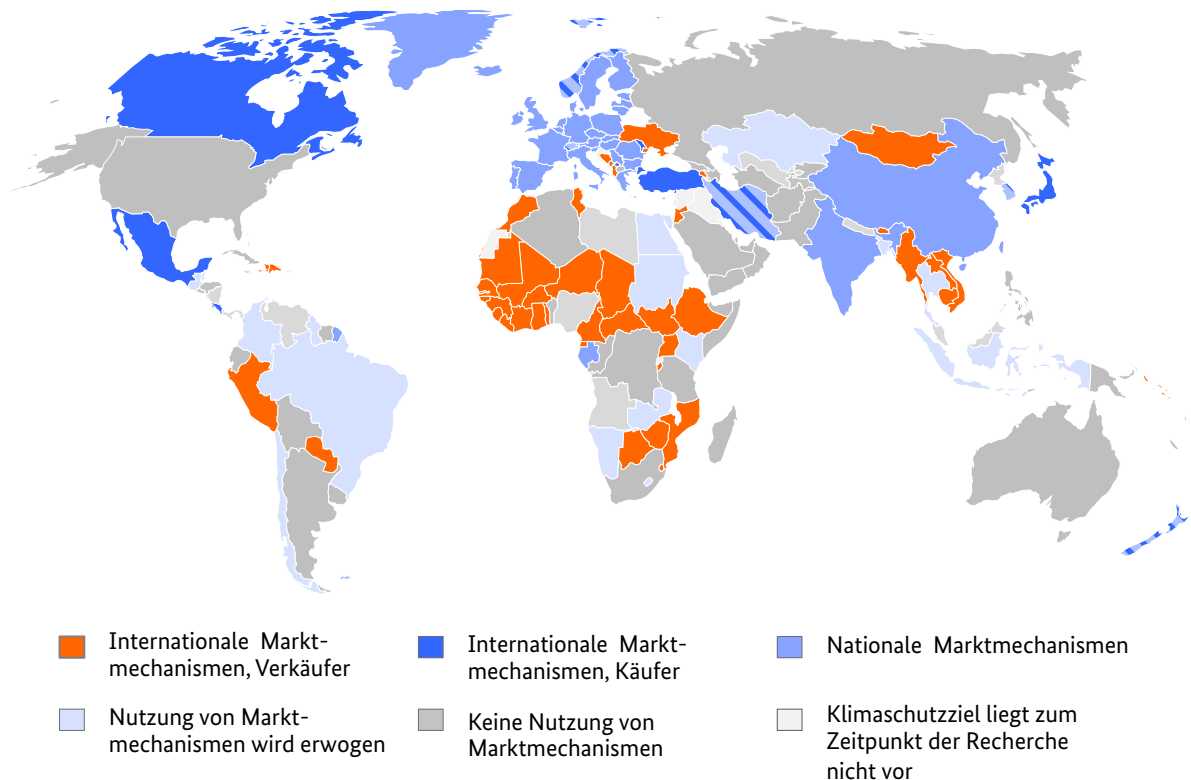 Internationale Markt-
mechanismen, Verkäufer
Internationale Markt-
mechanismen, Käufer
Nationale Marktmechanismen
Nutzung von Markt-
mechanismen wird erwogen
Keine Nutzung von
Marktmechanismen
Klimaschutzziel liegt zum
Zeitpunkt der Recherche
nicht vor